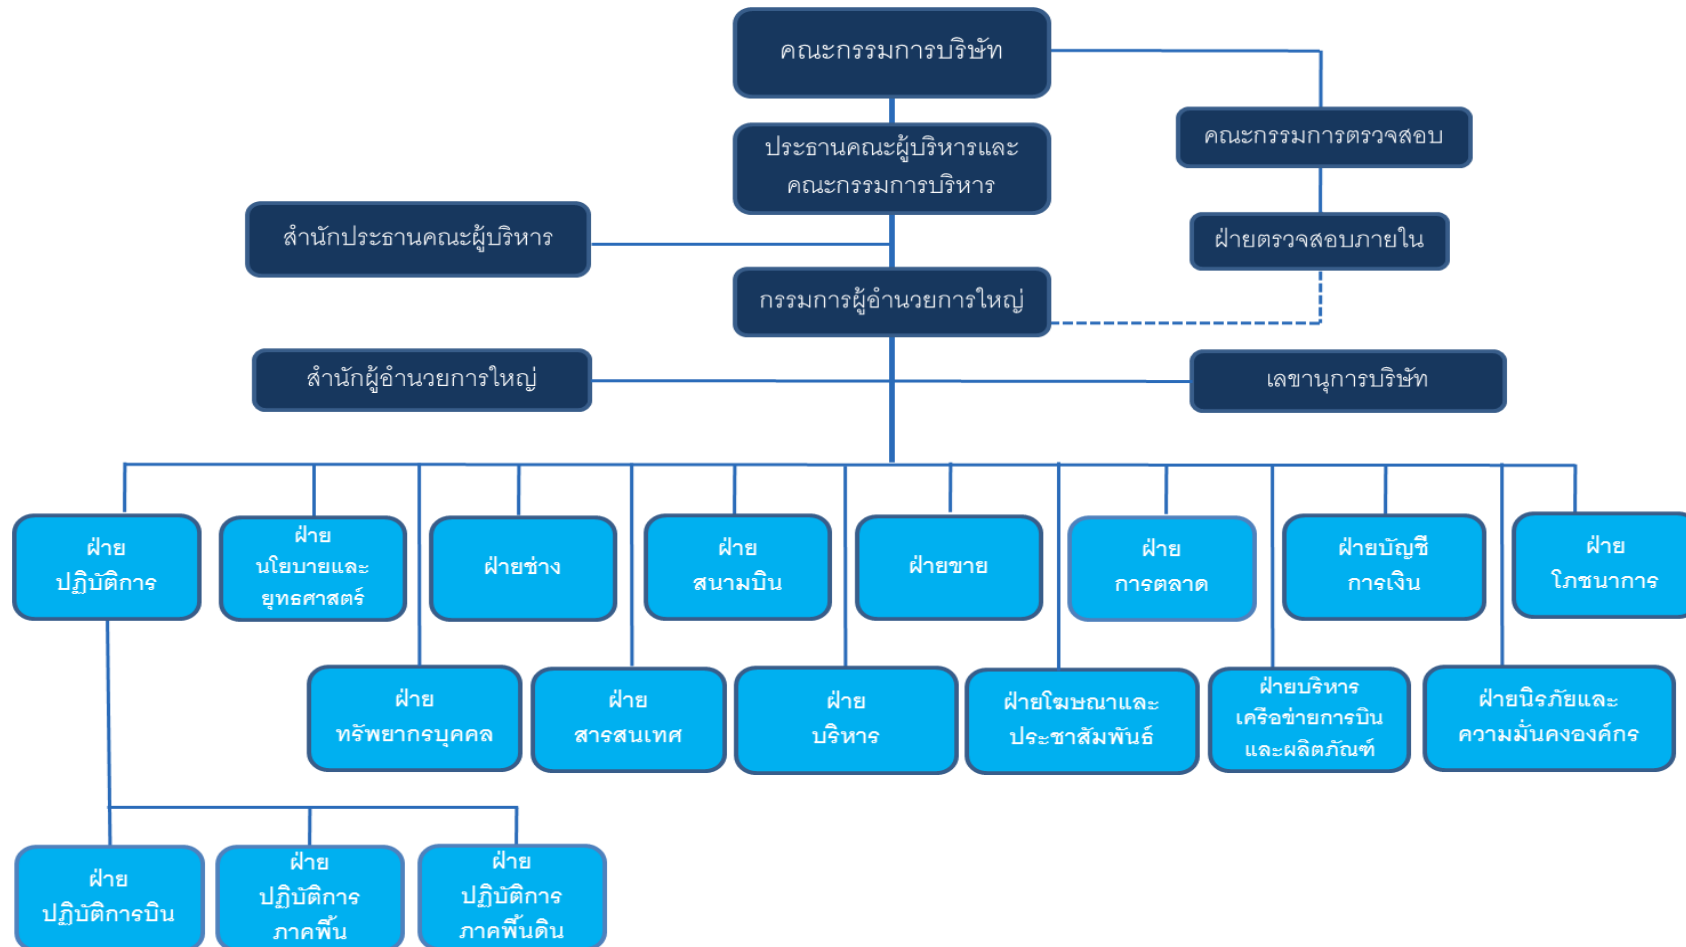 คณะกรรมการบริษัท
คณะกรรมการตรวจสอบ
ประธานคณะผู้บริหารและ
คณะกรรมการบริหาร
สำนักประธานคณะผู้บริหาร
ฝ่ายตรวจสอบภายใน
กรรมการผู้อำนวยการใหญ่
สำนักผู้อำนวยการใหญ่
เลขานุการบริษัท
ฝ่าย
ปฏิบัติการ
ฝ่าย
นโยบายและ
ยุทธศาสตร์
ฝ่ายช่าง
ฝ่าย
สนามบิน
ฝ่ายขาย
ฝ่าย
การตลาด
ฝ่ายบัญชี
การเงิน
ฝ่าย
โภชนาการ
ฝ่าย
ทรัพยากรบุคคล
ฝ่าย
สารสนเทศ
ฝ่าย
บริหาร
ฝ่ายโฆษณาและ
ประชาสัมพันธ์
ฝ่ายบริหาร
เครือข่ายการบิน
และผลิตภัณฑ์
ฝ่ายนิรภัยและ
ความมั่นคงองค์กร
ฝ่าย
ปฏิบัติการบิน
ฝ่าย
ปฏิบัติการ
ภาคพื้น
ฝ่าย
ปฏิบัติการ
ภาคพื้นดิน